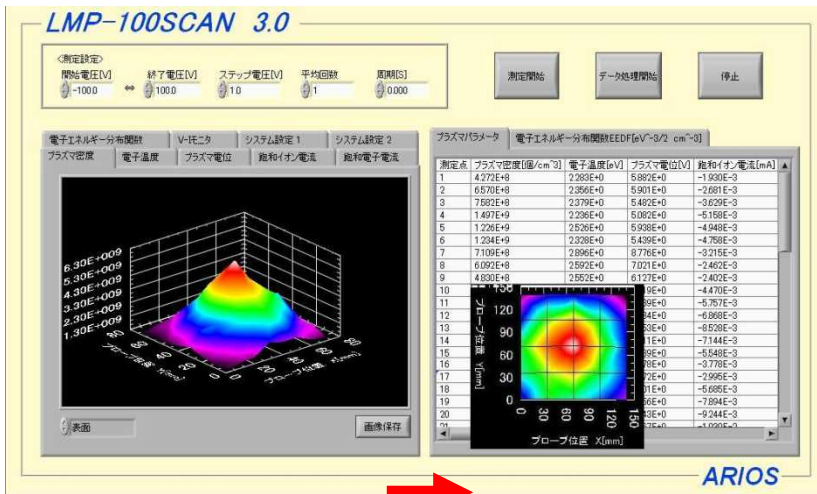 LMP-100SCAN 3.0
<測定設定>
開始電圧[V] 終了電圧[V] ステップ電圧[V] 平均回数 周期[S]
-100.0 ⇔ 100.0 1.0 1 0.000
測定開始 データ処理開始 停止
電子エネルギー分布関数 V-Iモニタ システム設定 1 システム設定 2
プラズマ密度 電子温度 プラズマ電位 飽和イオン電流 飽和電子電流
6.30E+009
5.30E+009
4.30E+009
3.30E+009
2.30E+009
1.30E+009
プローブ位置 Y[mm]
プローブ位置 X[mm]
表面 画像保存
プラズマパラメータ 電子エネルギー分布関数EEDF[eV^-3/2 cm^-3]
測定点 プラズマ密度[個/cm^3] 電子温度[eV] プラズマ電位[V] 飽和イオン電流[mA]
1 4.272E+8 2.283E+0 5.882E+0 -1.930E-3
2 6.570E+8 2.356E+0 5.901E+0 -2.681E-3
3 7.582E+8 2.379E+0 5.482E+0 -3.629E-3
4 1.497E+9 2.236E+0 5.082E+0 -5.158E-3
5 1.226E+9 2.526E+0 5.938E+0 -4.948E-3
6 1.234E+9 2.328E+0 5.439E+0 -4.758E-3
7 7.109E+8 2.896E+0 8.776E+0 -3.215E-3
8 6.092E+8 2.592E+0 7.021E+0 -2.462E-3
9 4.830E+8 2.552E+0 6.127E+0 -2.402E-3
10 -4.470E-3
11 -5.757E-3
12 -6.868E-3
13 -8.528E-3
14 -7.144E-3
15 -5.548E-3
16 -3.778E-3
17 -2.995E-3
18 -5.685E-3
19 -7.894E-3
20 -9.244E-3
150
120
90
60
30
0
プローブ位置 Y[mm]
0 30 60 90 120 150
プローブ位置 X[mm]
ARIOS